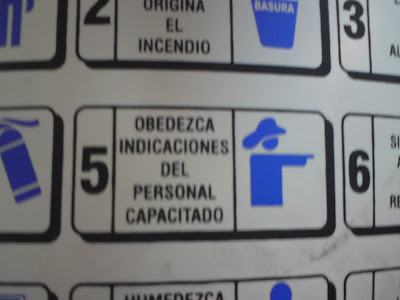 2
ORIGINA
EL
INCENDIO
BASURA
3
5
OBEDEZCA
INDICACIONES
DEL
PERSONAL
CAPACITADO
6
HUMEDEZCA